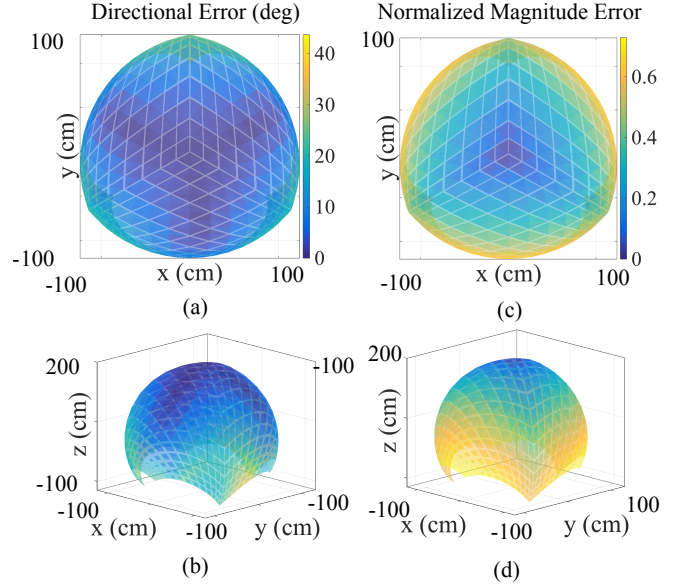 Directional Error (deg)
Normalized Magnitude Error
100
y (cm)
-100
-100
x (cm)
100
40
30
20
10
0
(a)
100
y (cm)
-100
-100
x (cm)
100
0.6
0.4
0.2
0
(c)
200
z (cm)
-100
-100
x (cm)
-100
y (cm)
-100
-100
(b)
200
z (cm)
-100
-100
x (cm)
-100
y (cm)
100
(d)